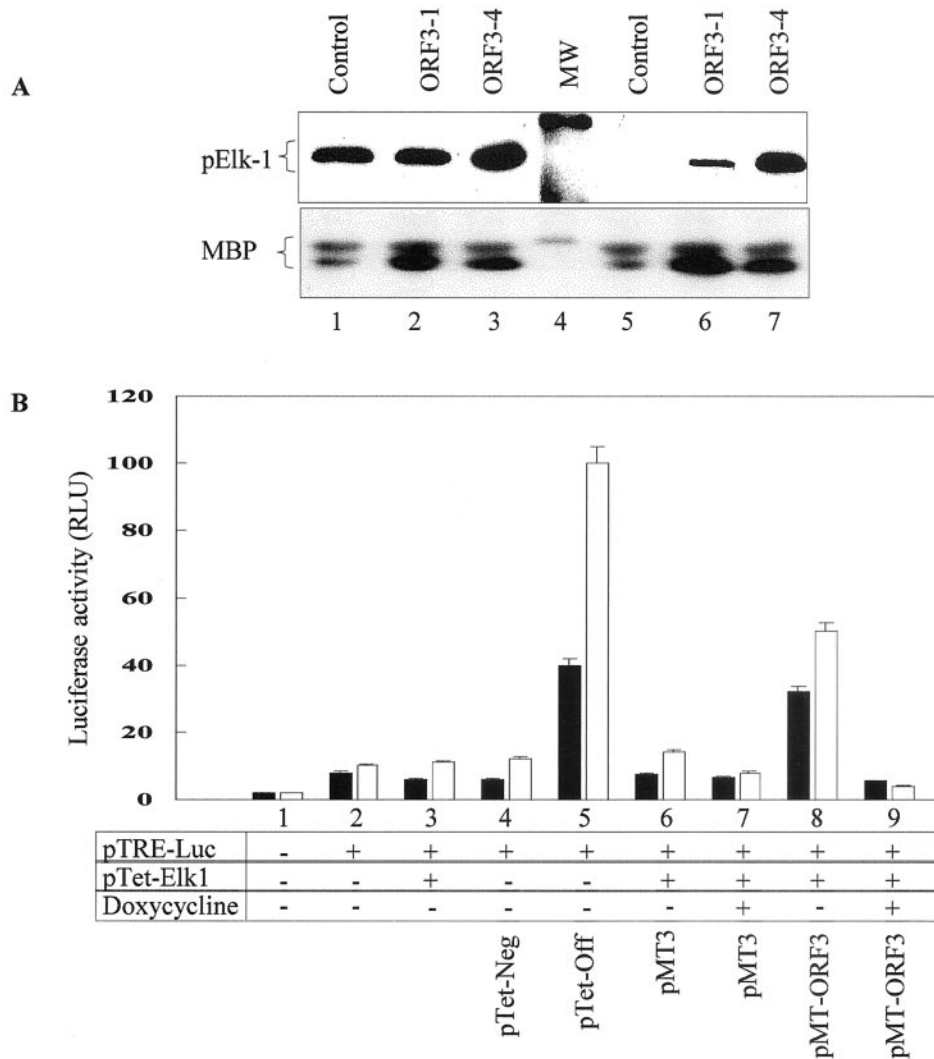 A
Control
ORF3-1
ORF3-4
MW
Control
ORF3-1
ORF3-4
pElk-1
MBP
1 2 3 4 5 6 7
B
Luciferase activity (RLU)
120
100
80
60
40
20
0
1 2 3 4 5 6 7 8 9
pTRE-Luc - + + + + + + + +
pTet-Elk1 - - + - - + + + +
Doxycycline - - - - - - + - +
pTet-Neg
pTet-Off
pMT3
pMT3
pMT-ORF3
pMT-ORF3